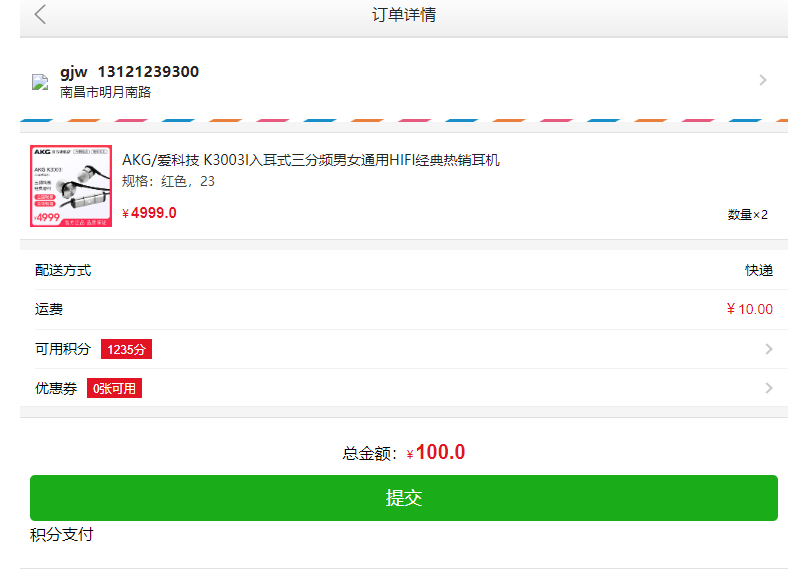 订单详情
gjw 13121239300
南昌市明月南路
AKG/爱科技 K3003I入耳式三分频男女通用HIFI经典热销耳机
规格：红色，23
¥4999.0
数量×2
AKG
AKG K3003I
4999
配送方式 快递
运费 ¥10.00
可用积分 1235分
优惠券 0张可用
总金额：¥100.0
提交
积分支付